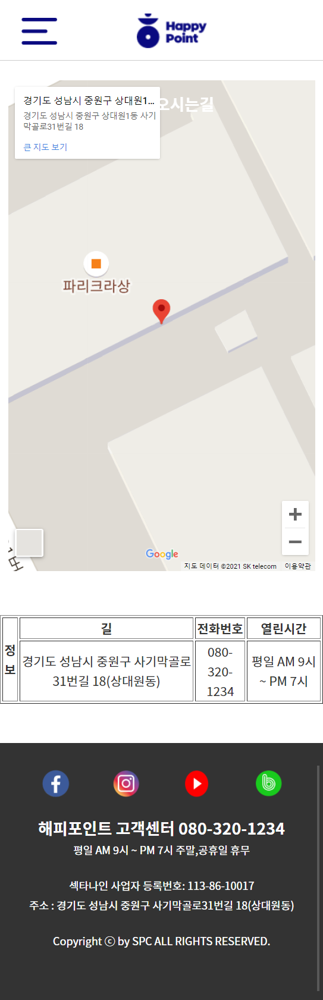 Happy
Point
오시는길
경기도 성남시 중원구 상대원1...
경기도 성남시 중원구 상대원1동 사기
막골로31번길 18
큰 지도 보기
파리크라상
도
Google
지도 데이터 ©2021 SK telecom 이용약관
정보
길
전화번호
열린시간
경기도 성남시 중원구 사기막골로
31번길 18(상대원동)
080-
320-
1234
평일 AM 9시
~ PM 7시
해피포인트 고객센터 080-320-1234
평일 AM 9시 ~ PM 7시 주말,공휴일 휴무
섹타나인 사업자 등록번호: 113-86-10017
주소 : 경기도 성남시 중원구 사기막골로31번길 18(상대원동)
Copyright ⓒ by SPC ALL RIGHTS RESERVED.